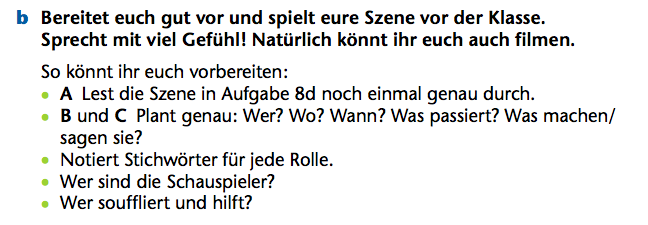 b Bereitet euch gut vor und spielt eure Szene vor der Klasse.
Sprecht mit viel Gefühl! Natürlich könnt ihr euch auch filmen.
So könnt ihr euch vorbereiten:
• A Lest die Szene in Aufgabe 8d noch einmal genau durch.
• B und C Plant genau: Wer? Wo? Wann? Was passiert? Was machen/
sagen sie?
• Notiert Stichwörter für jede Rolle.
• Wer sind die Schauspieler?
• Wer souffliert und hilft?